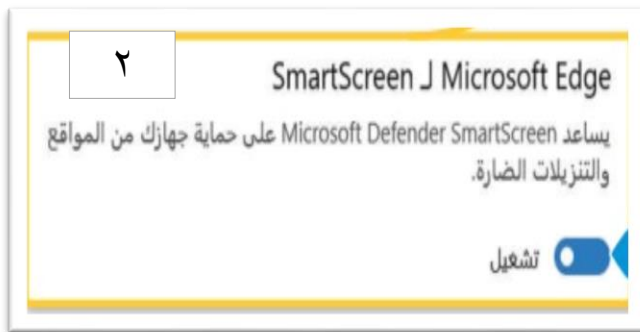 ٢
SmartScreen لـ Microsoft Edge
يساعد Microsoft Defender SmartScreen على حماية جهازك من المواقع
والتنزيلات الضارة.
تشغيل